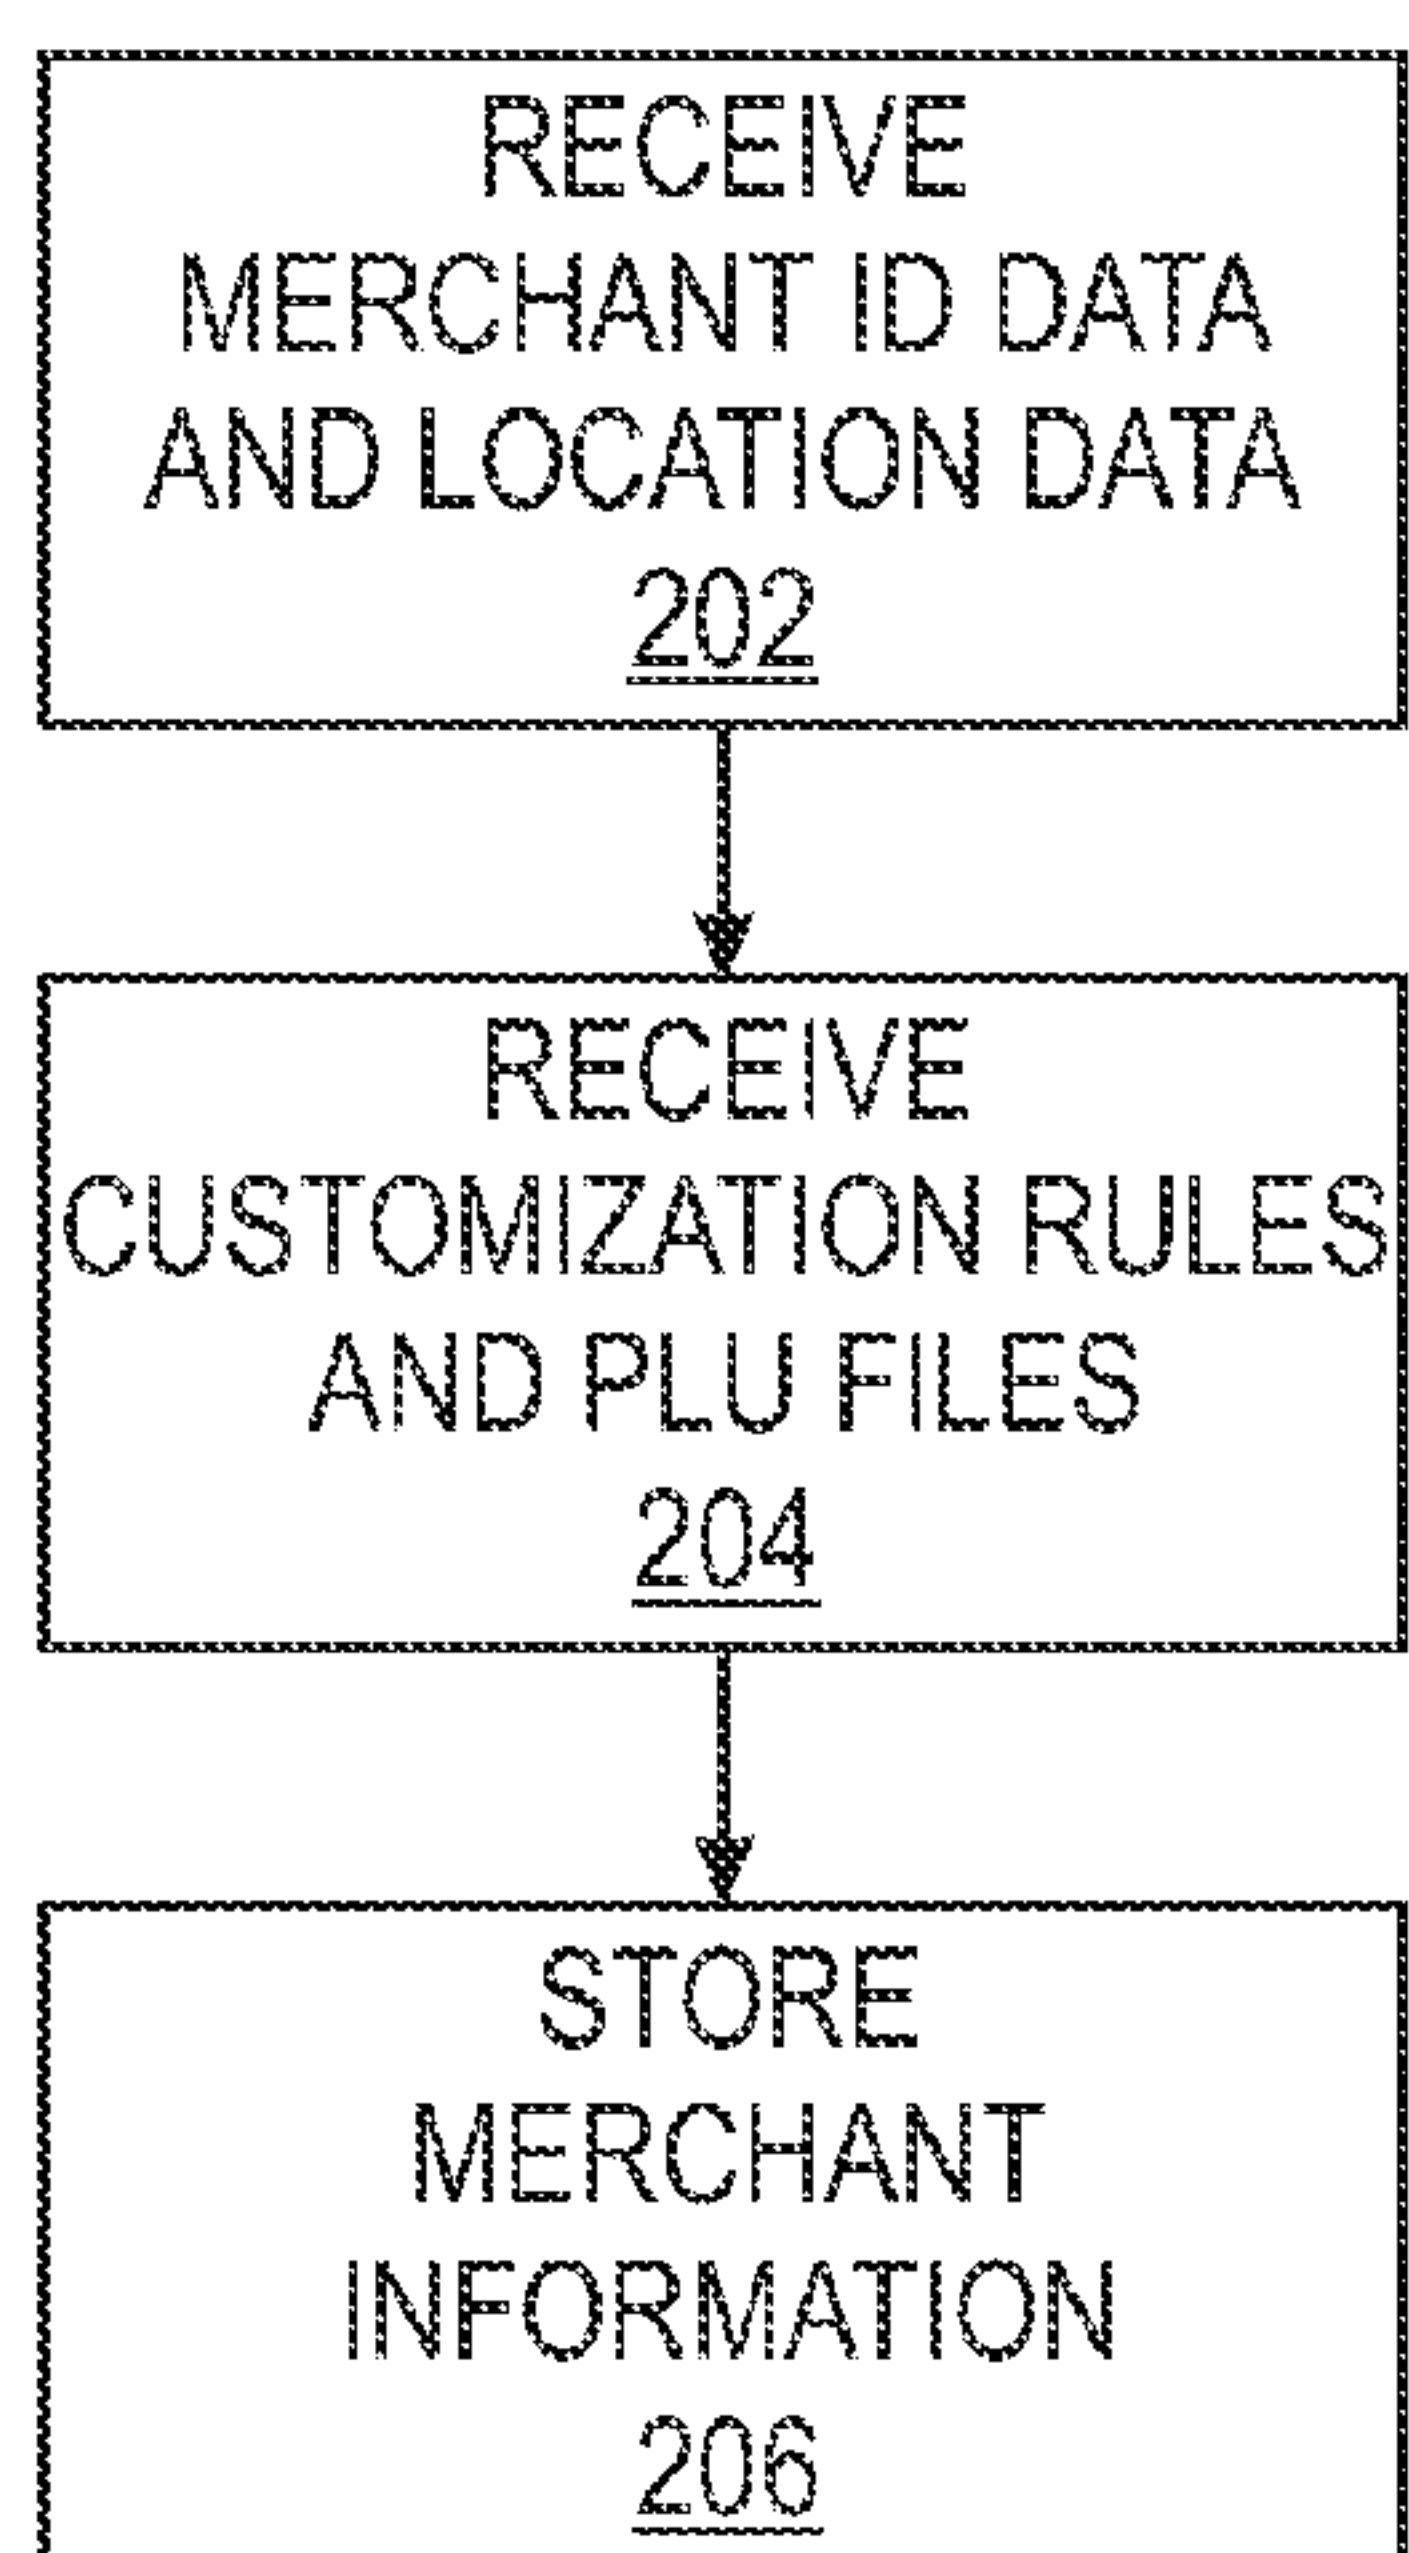 RECEIVE
MERCHANT ID DATA
AND LOCATION DATA
202
RECEIVE
CUSTOMIZATION RULES
AND PLU FILES
204
STORE
MERCHANT
INFORMATION
206